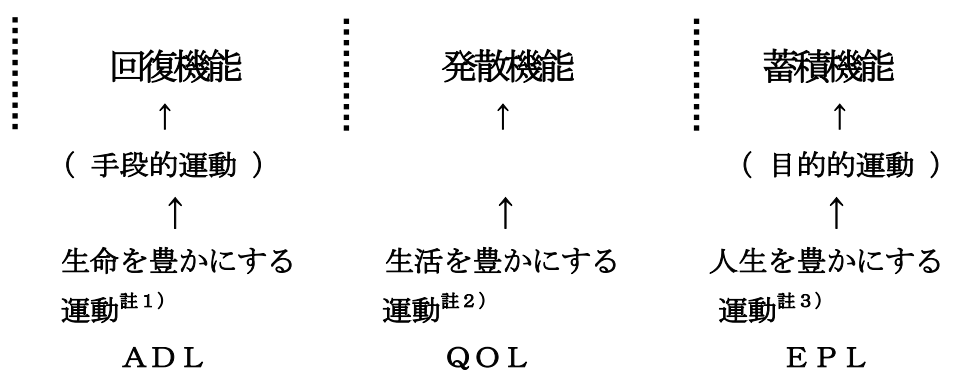 回復機能 発散機能 蓄積機能
↑ ↑ ↑
（ 手段的運動 ） （ 目的的運動 ）
↑ ↑ ↑
生命を豊かにする 生活を豊かにする 人生を豊かにする
運動註１） 運動註２） 運動註３）
ＡＤＬ ＱＯＬ ＥＰＬ